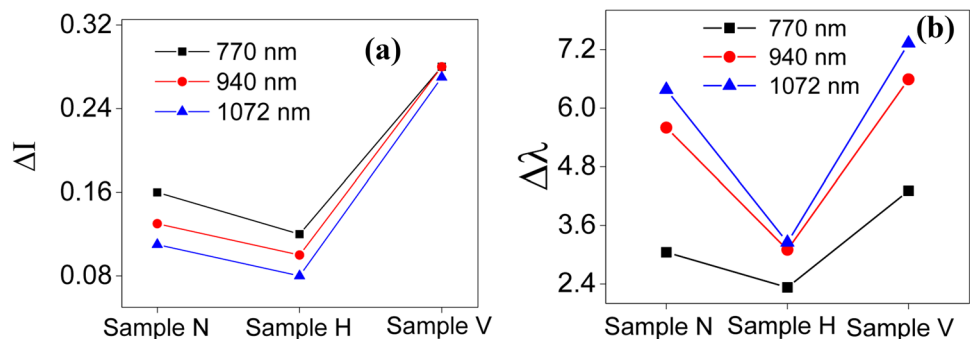 (a)
770 nm
940 nm
1072 nm
ΔI
0.32
0.24
0.16
0.08
Sample N Sample H Sample V
(b)
770 nm
940 nm
1072 nm
Δλ
7.2
6.0
4.8
3.6
2.4
Sample N Sample H Sample V